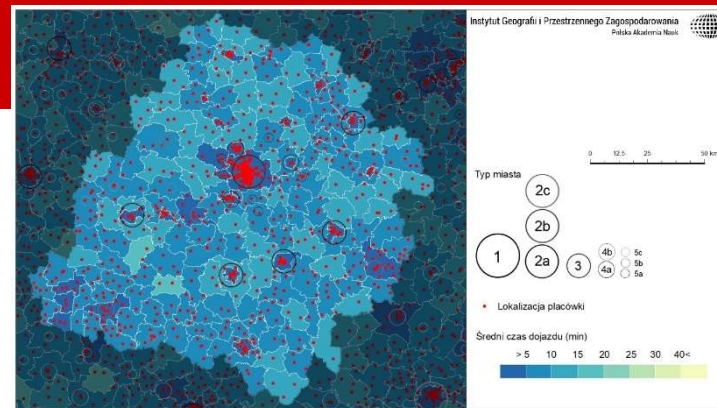 Instytut Geografii i Przestrzennego Zagospodarowania
Polska Akademia Nauk
0 12.5 25 50 km
Typ miasta
2c
2b
1 2a 3 4b 4a 5c 5b 5a
Lokalizacja placówki
Średni czas dojazdu (min)
> 5 10 15 20 25 30 40<